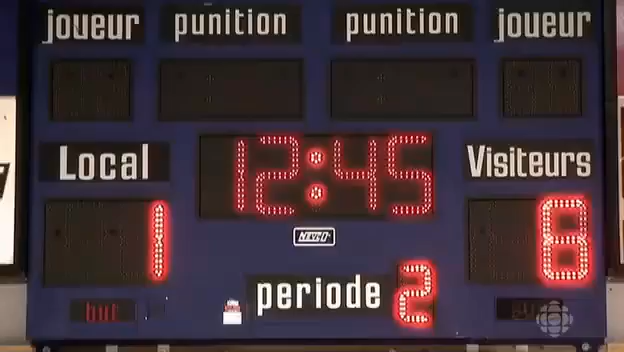 joueur punition punition joueur
Local 12:45 Visiteurs
1 8
NEVCO
periode 2
but